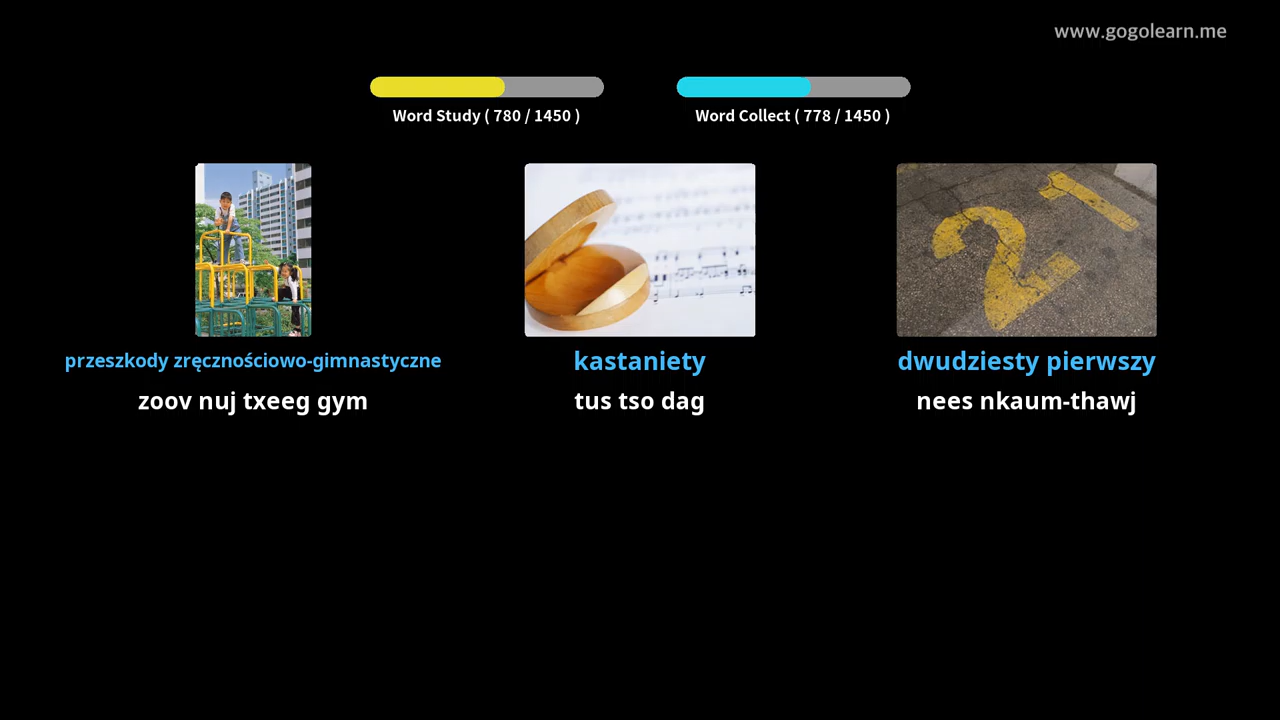 www.gogolearn.me
Word Study ( 780 / 1450 )
Word Collect ( 778 / 1450 )
21
przeszkody zręcznościowo-gimnastyczne
kastaniety
dwudziesty pierwszy
zoov nuj txeeg gym
tus tso dag
nees nkaum-thawj